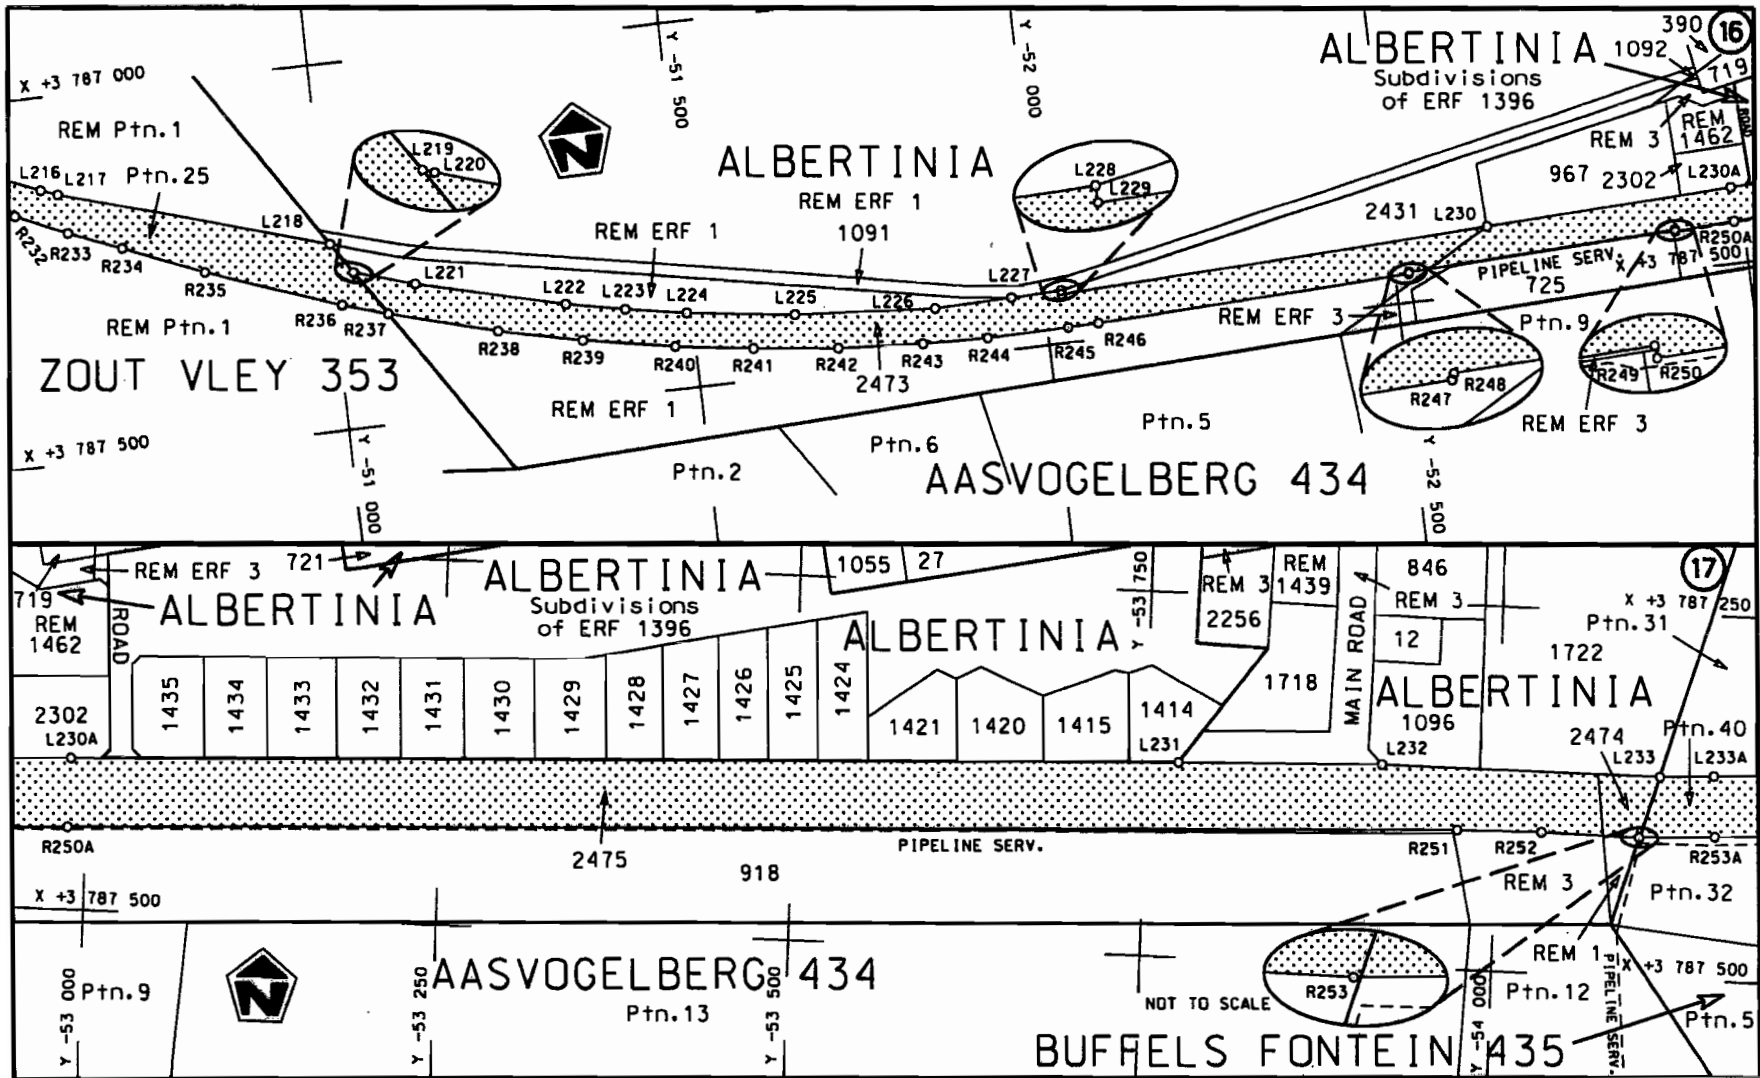 16
390
1092
719
ALBERTINIA
Subdivisions
of ERF 1396
X +3 787 000
Y -51 500
Y -52 000
REM Ptn.1
REM 3
REM
1462
ROAD
L219
L220
N
ALBERTINIA
REM ERF 1
1091
L228
L229
967
2302
L230A
L216
L217
Ptn.25
L218
REM ERF 1
2431
L230
R232
R233
R234
R235
R236
R237
L221
L222
L223
L224
L225
L226
L227
PIPELINE SERV.
X +3 787 500
R250A
725
REM Ptn.1
REM ERF 3
Ptn.9
R238
R239
R240
R241
R242
R243
R244
R245
R246
ZOUT VLEY 353
2473
R247
R248
R249
R250
REM ERF 1
REM ERF 3
X +3 787 500
Y -51 000
Ptn.2
Ptn.6
Ptn.5
AASVOGELBERG 434
Y -52 500
17
REM ERF 3
721
ALBERTINIA
Subdivisions
of ERF 1396
1055
27
Y -53 750
REM 3
2256
REM
1439
846
REM 3
X +3 787 250
Ptn.31
719
ALBERTINIA
REM
1462
ROAD
ALBERTINIA
MAIN ROAD
12
1722
1718
ALBERTINIA
1096
1435
1434
1433
1432
1431
1430
1429
1428
1427
1426
1425
1424
1421
1420
1415
1414
2302
L230A
L231
L232
2474
L233
Ptn.40
L233A
R250A
2475
PIPELINE SERV.
918
R251
R252
R253A
REM 3
Ptn.32
X +3 787 500
REM 1
X +3 787 500
N
AASVOGELBERG 434
Ptn.9
Ptn.13
Y -53 000
Y -53 250
Y -53 500
R253
NOT TO SCALE
Y -54 000
Ptn.12
PIPELINE SERV.
Ptn.5
BUFFELS FONTEIN 435